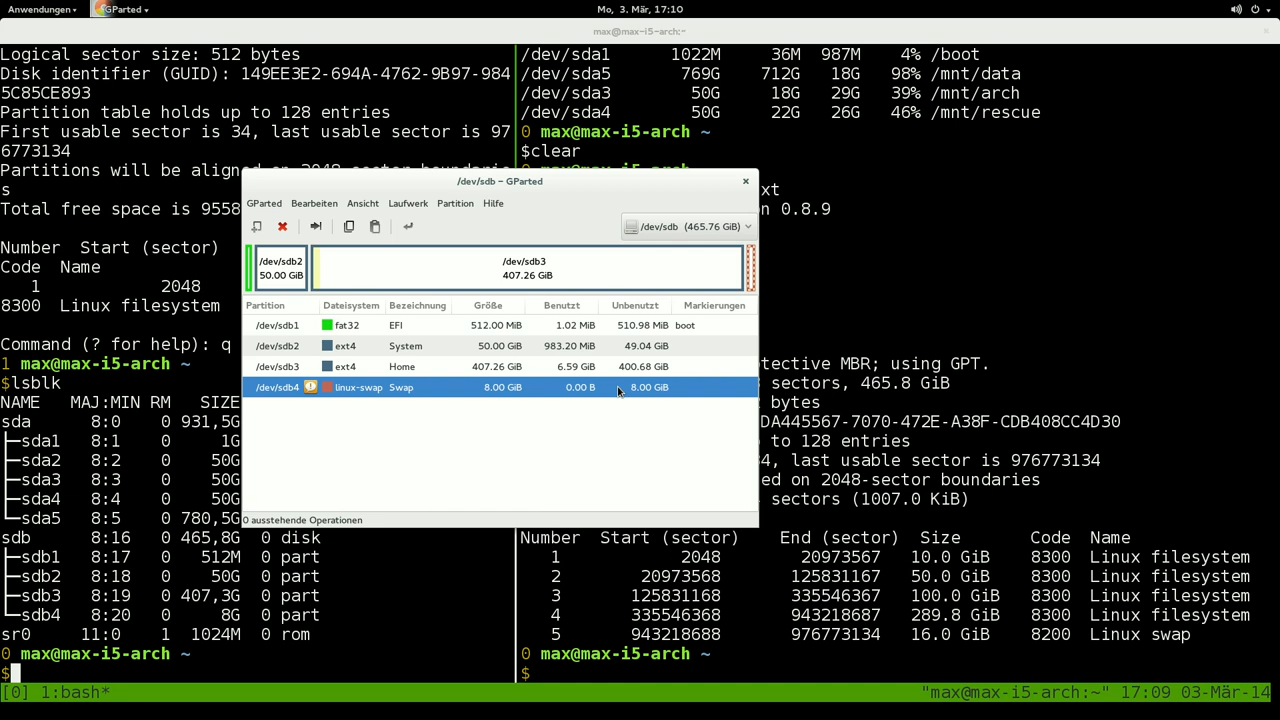 Anwendungen
GParted
Mo, 3. Mär, 17:10
max@max-i5-arch:~
Logical sector size: 512 bytes
Disk identifier (GUID): 149EE3E2-694A-4762-9B97-984
5C85CE893
Partition table holds up to 128 entries
First usable sector is 34, last usable sector is 97
6773134
Partitions will be aligned on 2048-sector boundarie
s
Total free space is 9558
Number Start (sector)
Code Name
1 2048
8300 Linux filesystem
Command (? for help): q
1 max@max-i5-arch ~
$lsblk
NAME MAJ:MIN RM SIZE
sda 8:0 0 931,5G
├─sda1 8:1 0 1G
├─sda2 8:2 0 50G
├─sda3 8:3 0 50G
├─sda4 8:4 0 50G
└─sda5 8:5 0 780,5G
sdb 8:16 0 465,8G 0 disk
├─sdb1 8:17 0 512M 0 part
├─sdb2 8:18 0 50G 0 part
├─sdb3 8:19 0 407,3G 0 part
└─sdb4 8:20 0 8G 0 part
sr0 11:0 1 1024M 0 rom
0 max@max-i5-arch ~
$
/dev/sda1 1022M 36M 987M 4% /boot
/dev/sda5 769G 712G 18G 98% /mnt/data
/dev/sda3 50G 18G 29G 39% /mnt/arch
/dev/sda4 50G 22G 26G 46% /mnt/rescue
0 max@max-i5-arch ~
$clear
0 max@max-i5-arch ~
xt
on 0.8.9
/dev/sdb – GParted
GParted Bearbeiten Ansicht Laufwerk Partition Hilfe
/dev/sdb (465.76 GiB)
/dev/sdb2
50.00 GiB
/dev/sdb3
407.26 GiB
Partition Dateisystem Bezeichnung Größe Benutzt Unbenutzt Markierungen
/dev/sdb1 fat32 EFI 512.00 MiB 1.02 MiB 510.98 MiB boot
/dev/sdb2 ext4 System 50.00 GiB 983.20 MiB 49.04 GiB
/dev/sdb3 ext4 Home 407.26 GiB 6.59 GiB 400.68 GiB
/dev/sdb4 linux-swap Swap 8.00 GiB 0.00 B 8.00 GiB
0 ausstehende Operationen
otective MBR; using GPT.
sectors, 465.8 GiB
bytes
DA445567-7070-472E-A38F-CDB408CC4D30
to 128 entries
4, last usable sector is 976773134
ed on 2048-sector boundaries
sectors (1007.0 KiB)
Number Start (sector) End (sector) Size Code Name
1 2048 20973567 10.0 GiB 8300 Linux filesystem
2 20973568 125831167 50.0 GiB 8300 Linux filesystem
3 125831168 335546367 100.0 GiB 8300 Linux filesystem
4 335546368 943218687 289.8 GiB 8300 Linux filesystem
5 943218688 976773134 16.0 GiB 8200 Linux swap
0 max@max-i5-arch ~
$
[0] 1:bash*
"max@max-i5-arch:~" 17:09 03-Mär-14